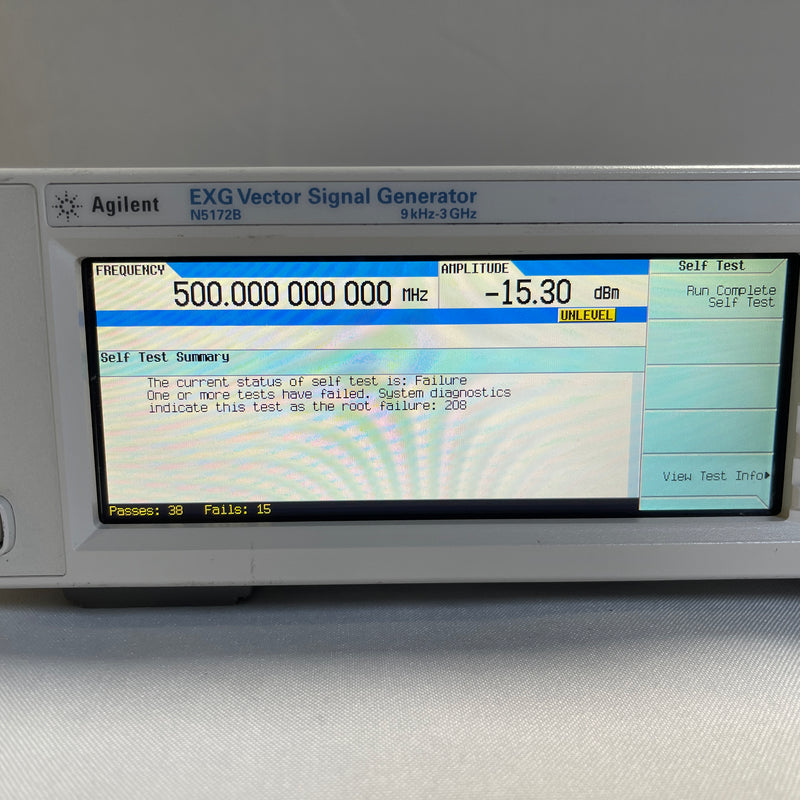 Agilent
EXG Vector Signal Generator
N5172B
9 kHz-3 GHz
FREQUENCY
500.000 000 000 MHz
AMPLITUDE
-15.30 dBm
UNLEVEL
Self Test Summary
The current status of self test is: Failure
One or more tests have failed. System diagnostics
indicate this test as the root failure: 208
Passes: 38 Fails: 15
Self Test
Run Complete
Self Test
View Test Info